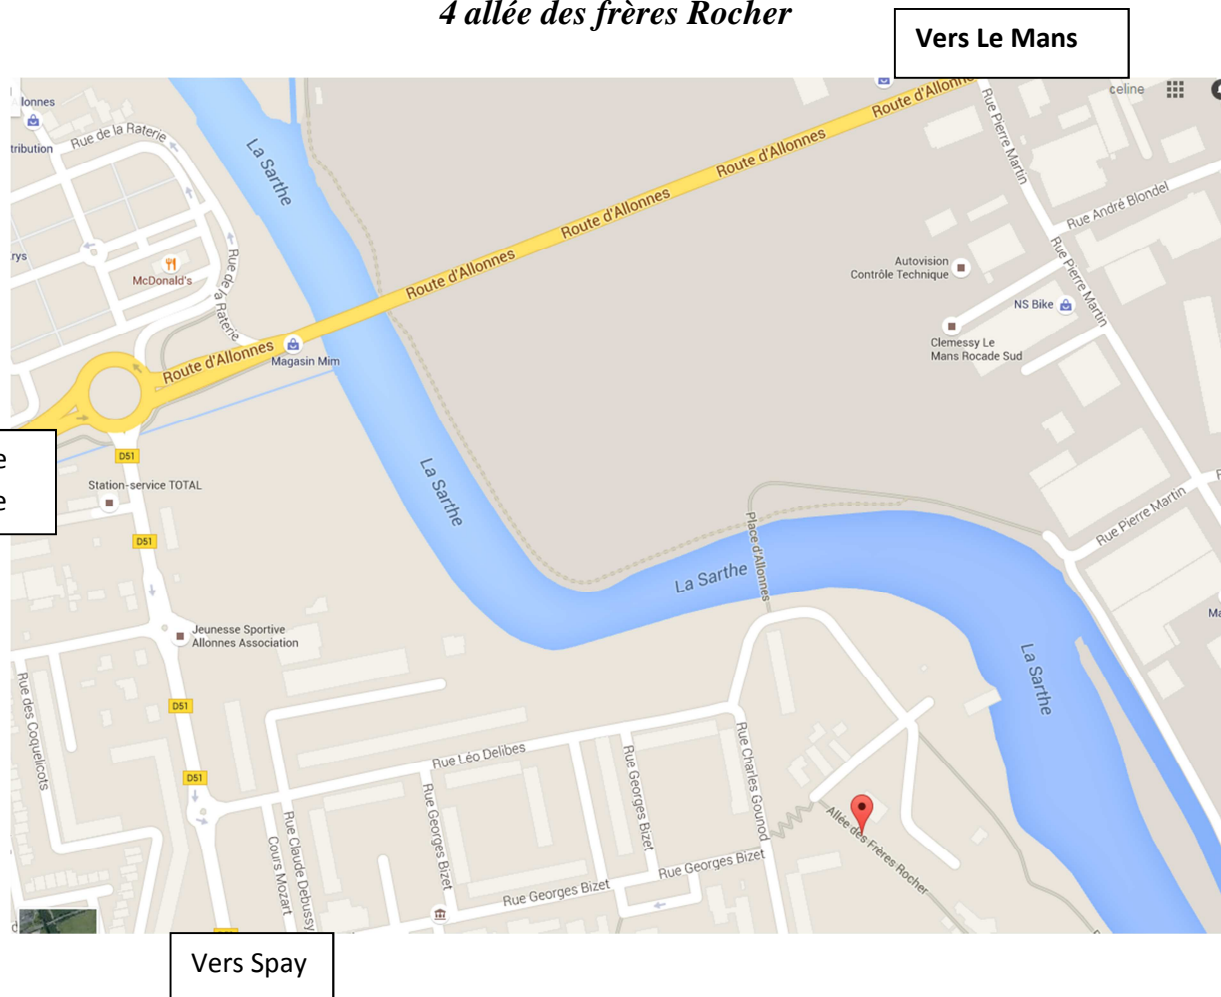 4 allée des frères Rocher
Vers Le Mans
celine
Allonnes
tribution
Rue de la Raterie
La Sarthe
Route d'Allonnes
Route d'Allonnes
Route d'Allonnes
Route d'Allonnes
Route d'Allonnes
Rue Pierre Martin
Rue André Blondel
Rue Pierre Martin
rys
McDonald's
Rue de la Raterie
Autovision
Contrôle Technique
NS Bike
Clemessy Le
Mans Rocade Sud
Magasin Mim
e
e
D51
Station-service TOTAL
D51
La Sarthe
Place d'Allonnes
La Sarthe
Rue Pierre Martin
Jeunesse Sportive
Allonnes Association
La Sarthe
Rue des Coquelicots
D51
D51
Rue Léo Delibes
Rue Georges Bizet
Rue Charles Gounod
Rue Georges Bizet
Rue Claude Debussy
Cours Mozart
Allée des Frères Rocher
Rue Georges Bizet
Rue Georges Bizet
Vers Spay